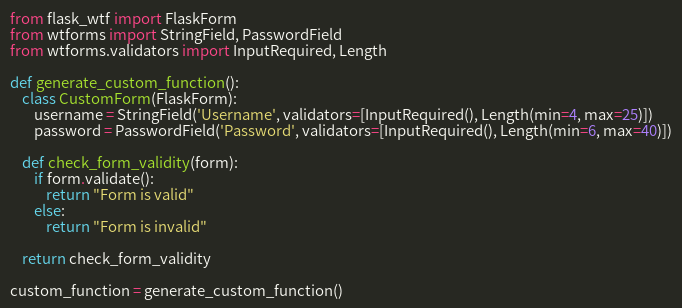 from flask_wtf import FlaskForm
from wtforms import StringField, PasswordField
from wtforms.validators import InputRequired, Length

def generate_custom_function():
    class CustomForm(FlaskForm):
        username = StringField('Username', validators=[InputRequired(), Length(min=4, max=25)])
        password = PasswordField('Password', validators=[InputRequired(), Length(min=6, max=40)])

    def check_form_validity(form):
        if form.validate():
            return "Form is valid"
        else:
            return "Form is invalid"

    return check_form_validity

custom_function = generate_custom_function()